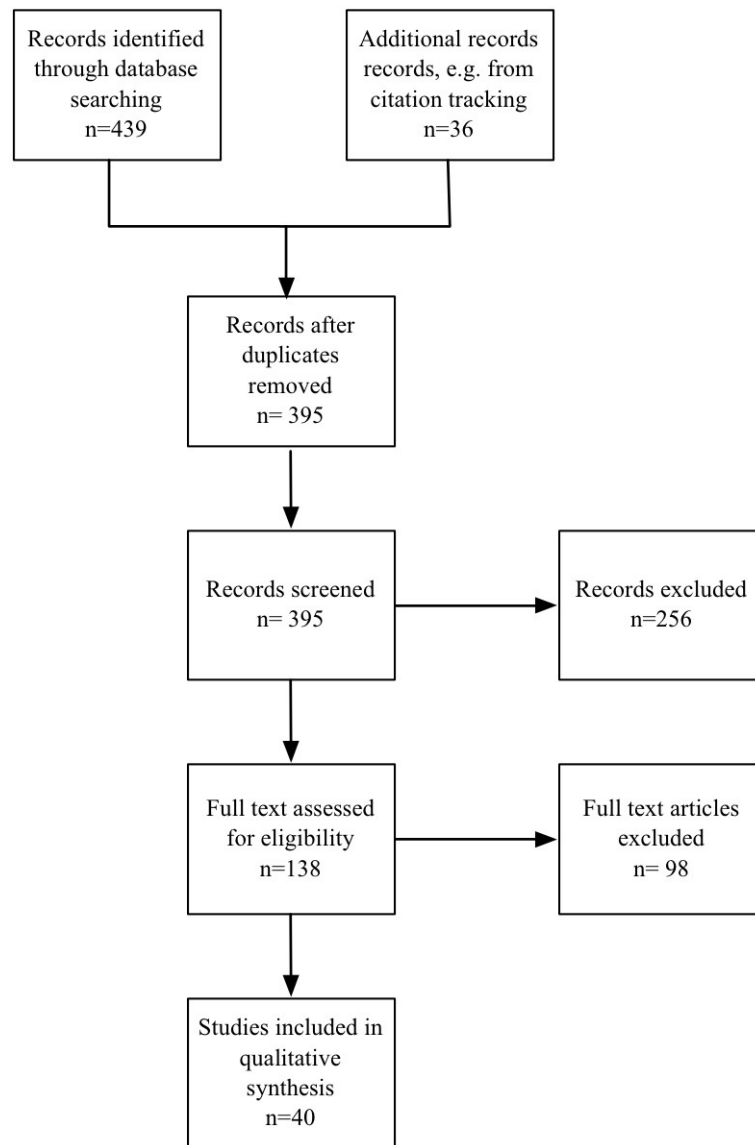 Records identified
through database
searching
n=439
Additional records
records, e.g. from
citation tracking
n=36
Records after
duplicates
removed
n= 395
Records screened
n= 395
Records excluded
n=256
Full text assessed
for eligibility
n=138
Full text articles
excluded
n= 98
Studies included in
qualitative
synthesis
n=40